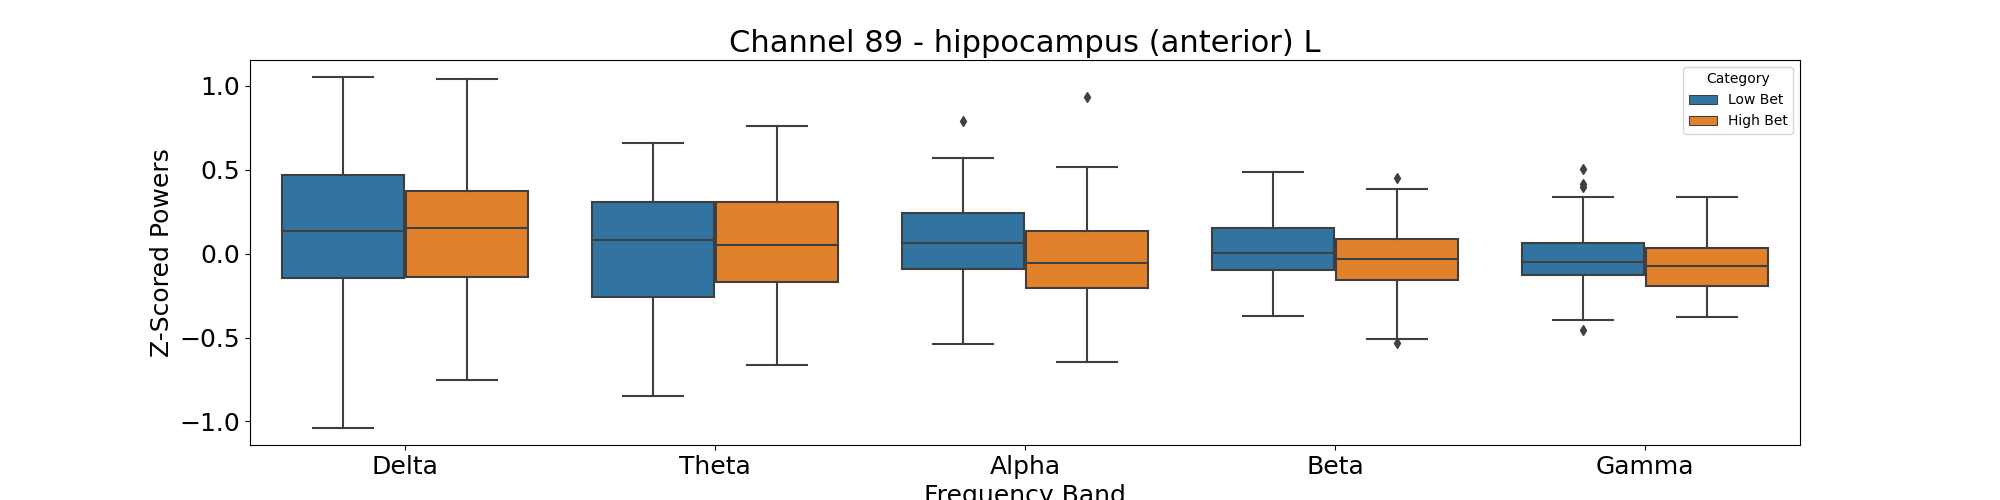 Channel 89 - hippocampus (anterior) L
Category
Low Bet
High Bet
Z-Scored Powers
1.0
0.5
0.0
−0.5
−1.0
Delta Theta Alpha Beta Gamma
Frequency Band